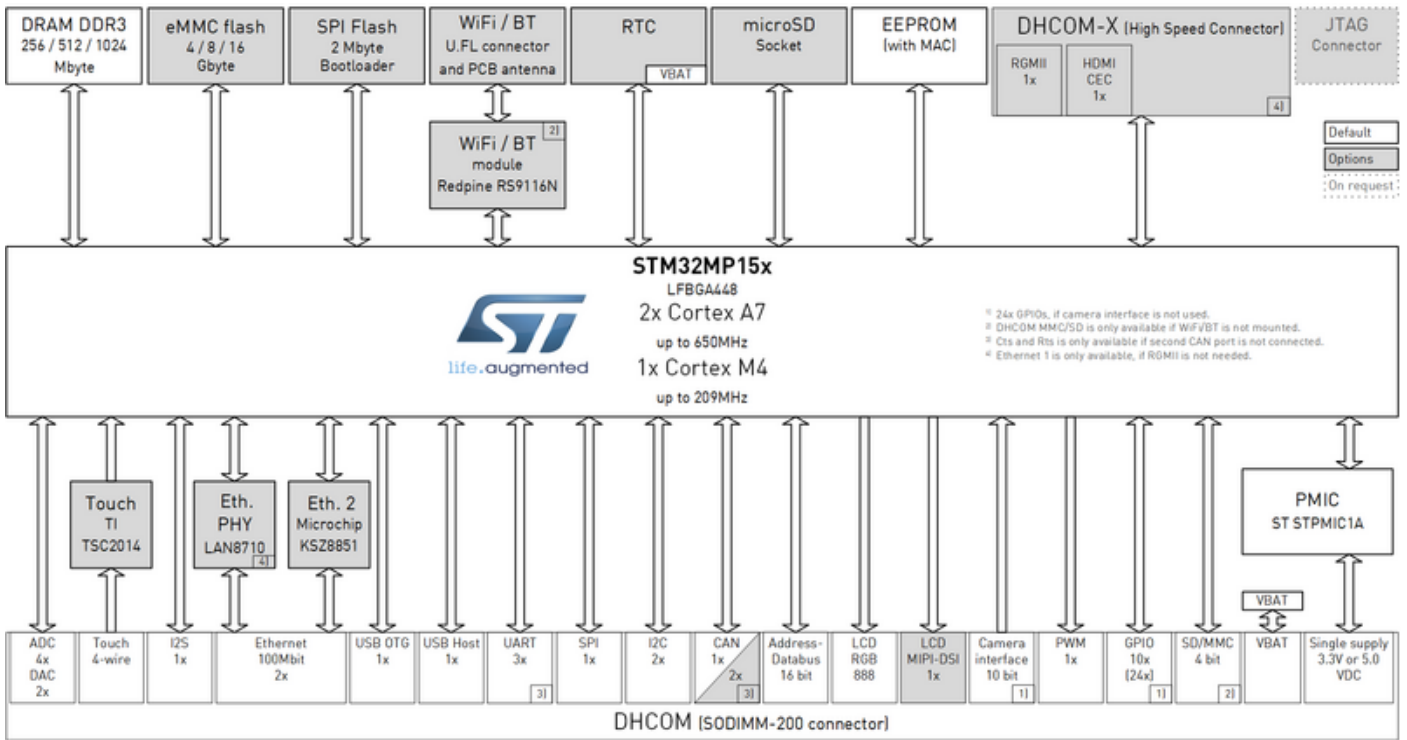 DRAM DDR3
256 / 512 / 1024
Mbyte
eMMC flash
4 / 8 / 16
Gbyte
SPI Flash
2 Mbyte
Bootloader
WiFi / BT
U.FL connector
and PCB antenna
RTC
VBAT
microSD
Socket
EEPROM
(with MAC)
DHCOM-X (High Speed Connector)
RGMII
1x
HDMI
CEC
1x
4)
JTAG
Connector
WiFi / BT
2)
module
Redpine RS9116N
Default
Options
On request
STM32MP15x
LFBGA448
2x Cortex A7
up to 650MHz
1x Cortex M4
up to 209MHz
ST
life.augmented
1) 24x GPIOs, if camera interface is not used.
2) DHCOM MMC/SD is only available if WiFi/BT is not mounted.
3) Cts and Rts is only available if second CAN port is not connected.
4) Ethernet 1 is only available, if RGMII is not needed.
Touch
TI
TSC2014
Eth.
PHY
LAN8710
4)
Eth. 2
Microchip
KSZ8851
PMIC
ST STPMIC1A
VBAT
ADC
4x
DAC
2x
Touch
4-wire
I2S
1x
Ethernet
100Mbit
2x
USB OTG
1x
USB Host
1x
UART
3x
3)
SPI
1x
I2C
2x
CAN
1x
2x
3)
Address-
Databus
16 bit
LCD
RGB
888
LCD
MIPI-DSI
1x
Camera
interface
10 bit
1)
PWM
1x
GPIO
10x
(24x)
1)
SD/MMC
4 bit
2)
VBAT
Single supply
3.3V or 5.0
VDC
DHCOM (SODIMM-200 connector)